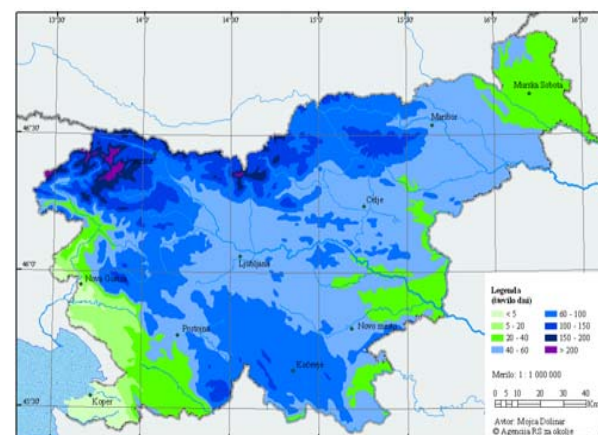 13°30' 14°0' 14°30' 15°0' 15°30' 16°0' 16°30'
Murska Sobota
46°30'
Maribor
Celje
Ljubljana
46°0'
Nova Gorica
Novo mesto
Postojna
Kočevje
Koper
45°30'
Legenda
(število dni)
< 5
5 - 20
20 - 40
40 - 60
60 - 100
100 - 150
150 - 200
> 200
Merilo: 1 : 1 000 000
0 5 10 20 30 40
Km
Avtor: Mojca Dolinar
© Agencija RS za okolje